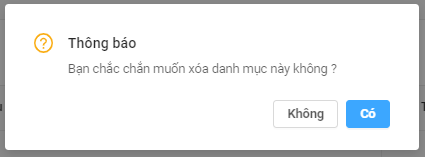 Thông báo
Bạn chắc chắn muốn xóa danh mục này không ?
Không Có